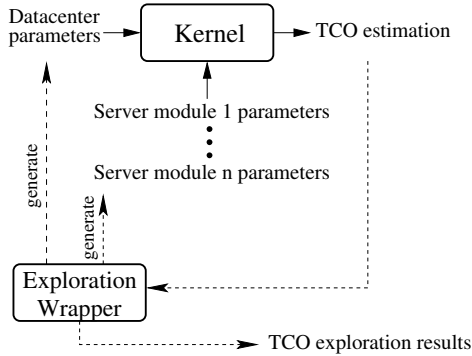 Datacenter
parameters
Kernel
TCO estimation
Server module 1 parameters
Server module n parameters
generate
generate
Exploration
Wrapper
TCO exploration results